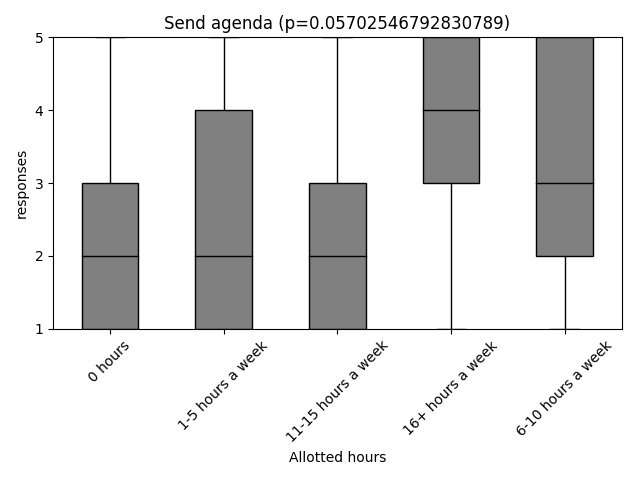 Send agenda (p=0.05702546792830789)
responses
5
4
3
2
1
0 hours
1-5 hours a week
11-15 hours a week
16+ hours a week
6-10 hours a week
Allotted hours